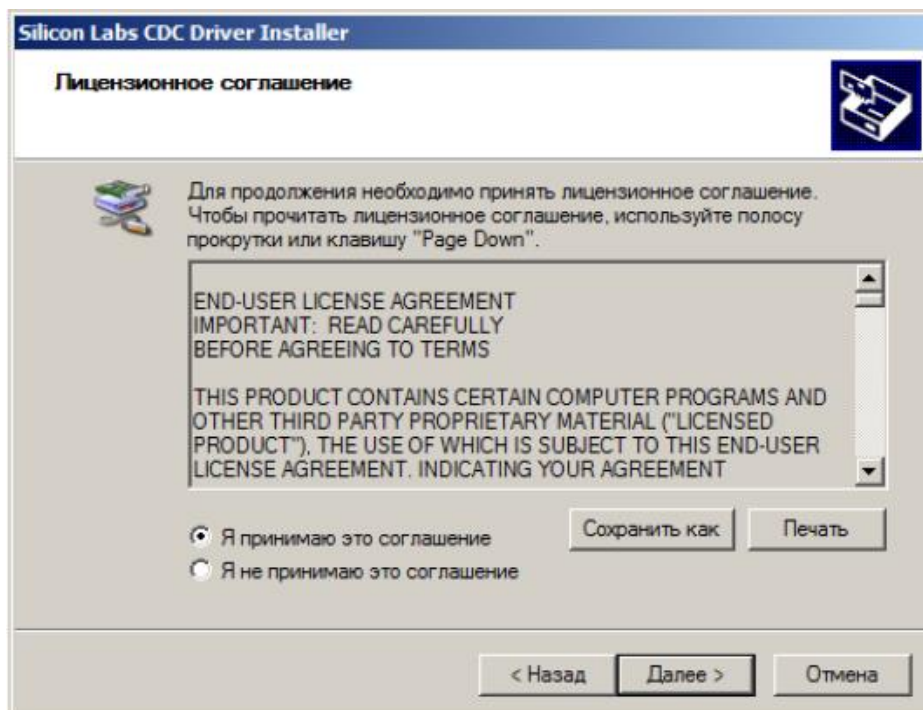 Silicon Labs CDC Driver Installer
Лицензионное соглашение
Для продолжения необходимо принять лицензионное соглашение.
Чтобы прочитать лицензионное соглашение, используйте полосу
прокрутки или клавишу "Page Down".
END-USER LICENSE AGREEMENT
IMPORTANT: READ CAREFULLY
BEFORE AGREEING TO TERMS
THIS PRODUCT CONTAINS CERTAIN COMPUTER PROGRAMS AND
OTHER THIRD PARTY PROPRIETARY MATERIAL ("LICENSED
PRODUCT"), THE USE OF WHICH IS SUBJECT TO THIS END-USER
LICENSE AGREEMENT. INDICATING YOUR AGREEMENT
Я принимаю это соглашение
Сохранить как
Печать
Я не принимаю это соглашение
< Назад
Далее >
Отмена